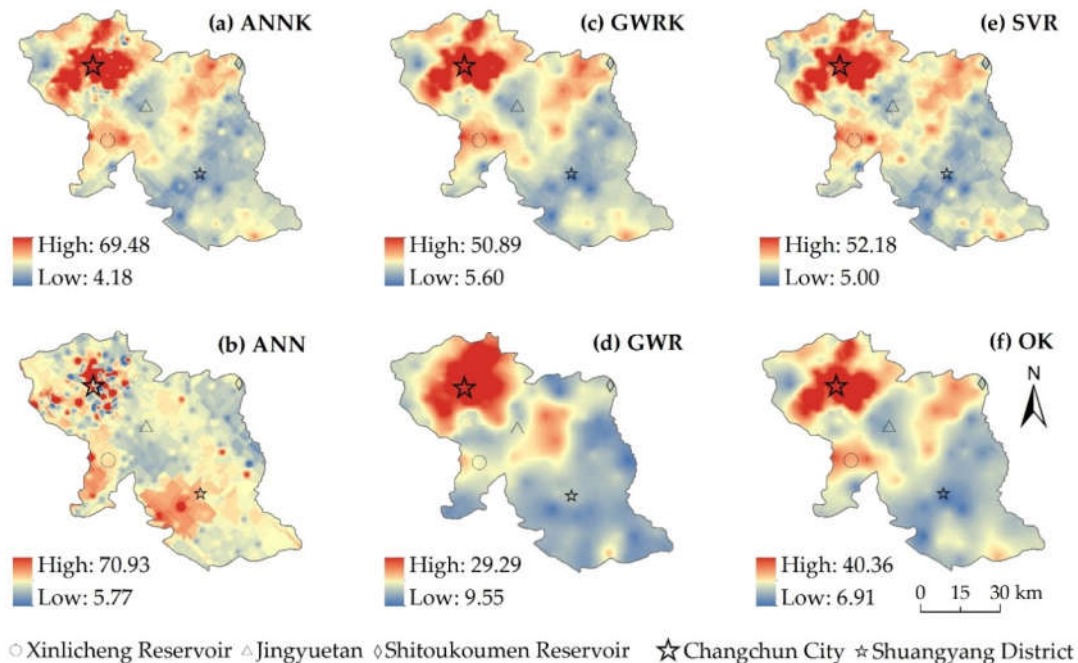 (a) ANNK
High: 69.48
Low: 4.18
(c) GWRK
High: 50.89
Low: 5.60
(e) SVR
High: 52.18
Low: 5.00
(b) ANN
High: 70.93
Low: 5.77
(d) GWR
High: 29.29
Low: 9.55
(f) OK
N
High: 40.36
Low: 6.91
0 15 30 km
Xinlicheng Reservoir Jingyuetan Shitoukoumen Reservoir Changchun City Shuangyang District